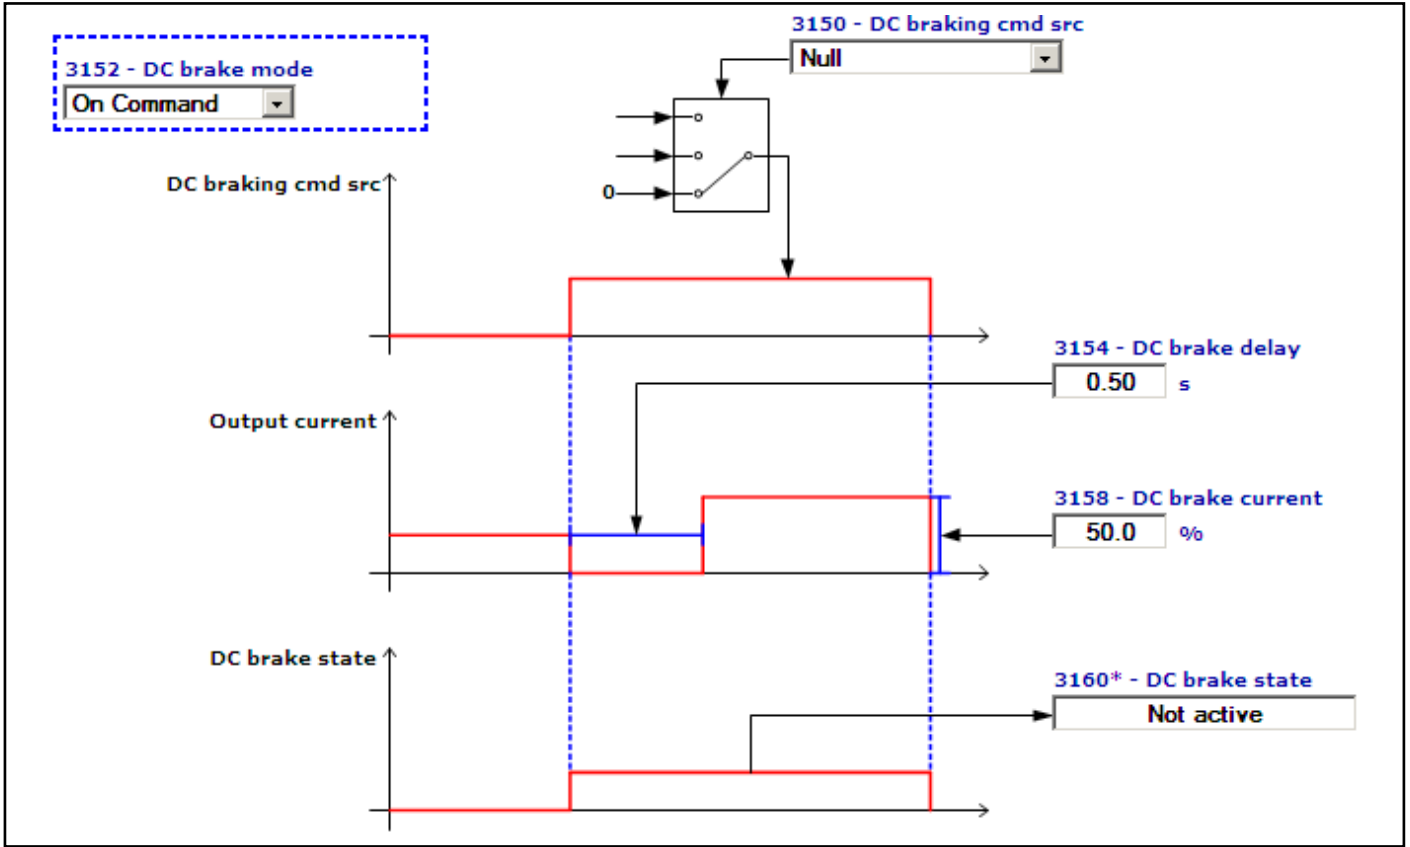 3150 - DC braking cmd src
Null
3152 - DC brake mode
On Command
DC braking cmd src
0
3154 - DC brake delay
0.50 s
Output current
3158 - DC brake current
50.0 %
DC brake state
3160* - DC brake state
Not active